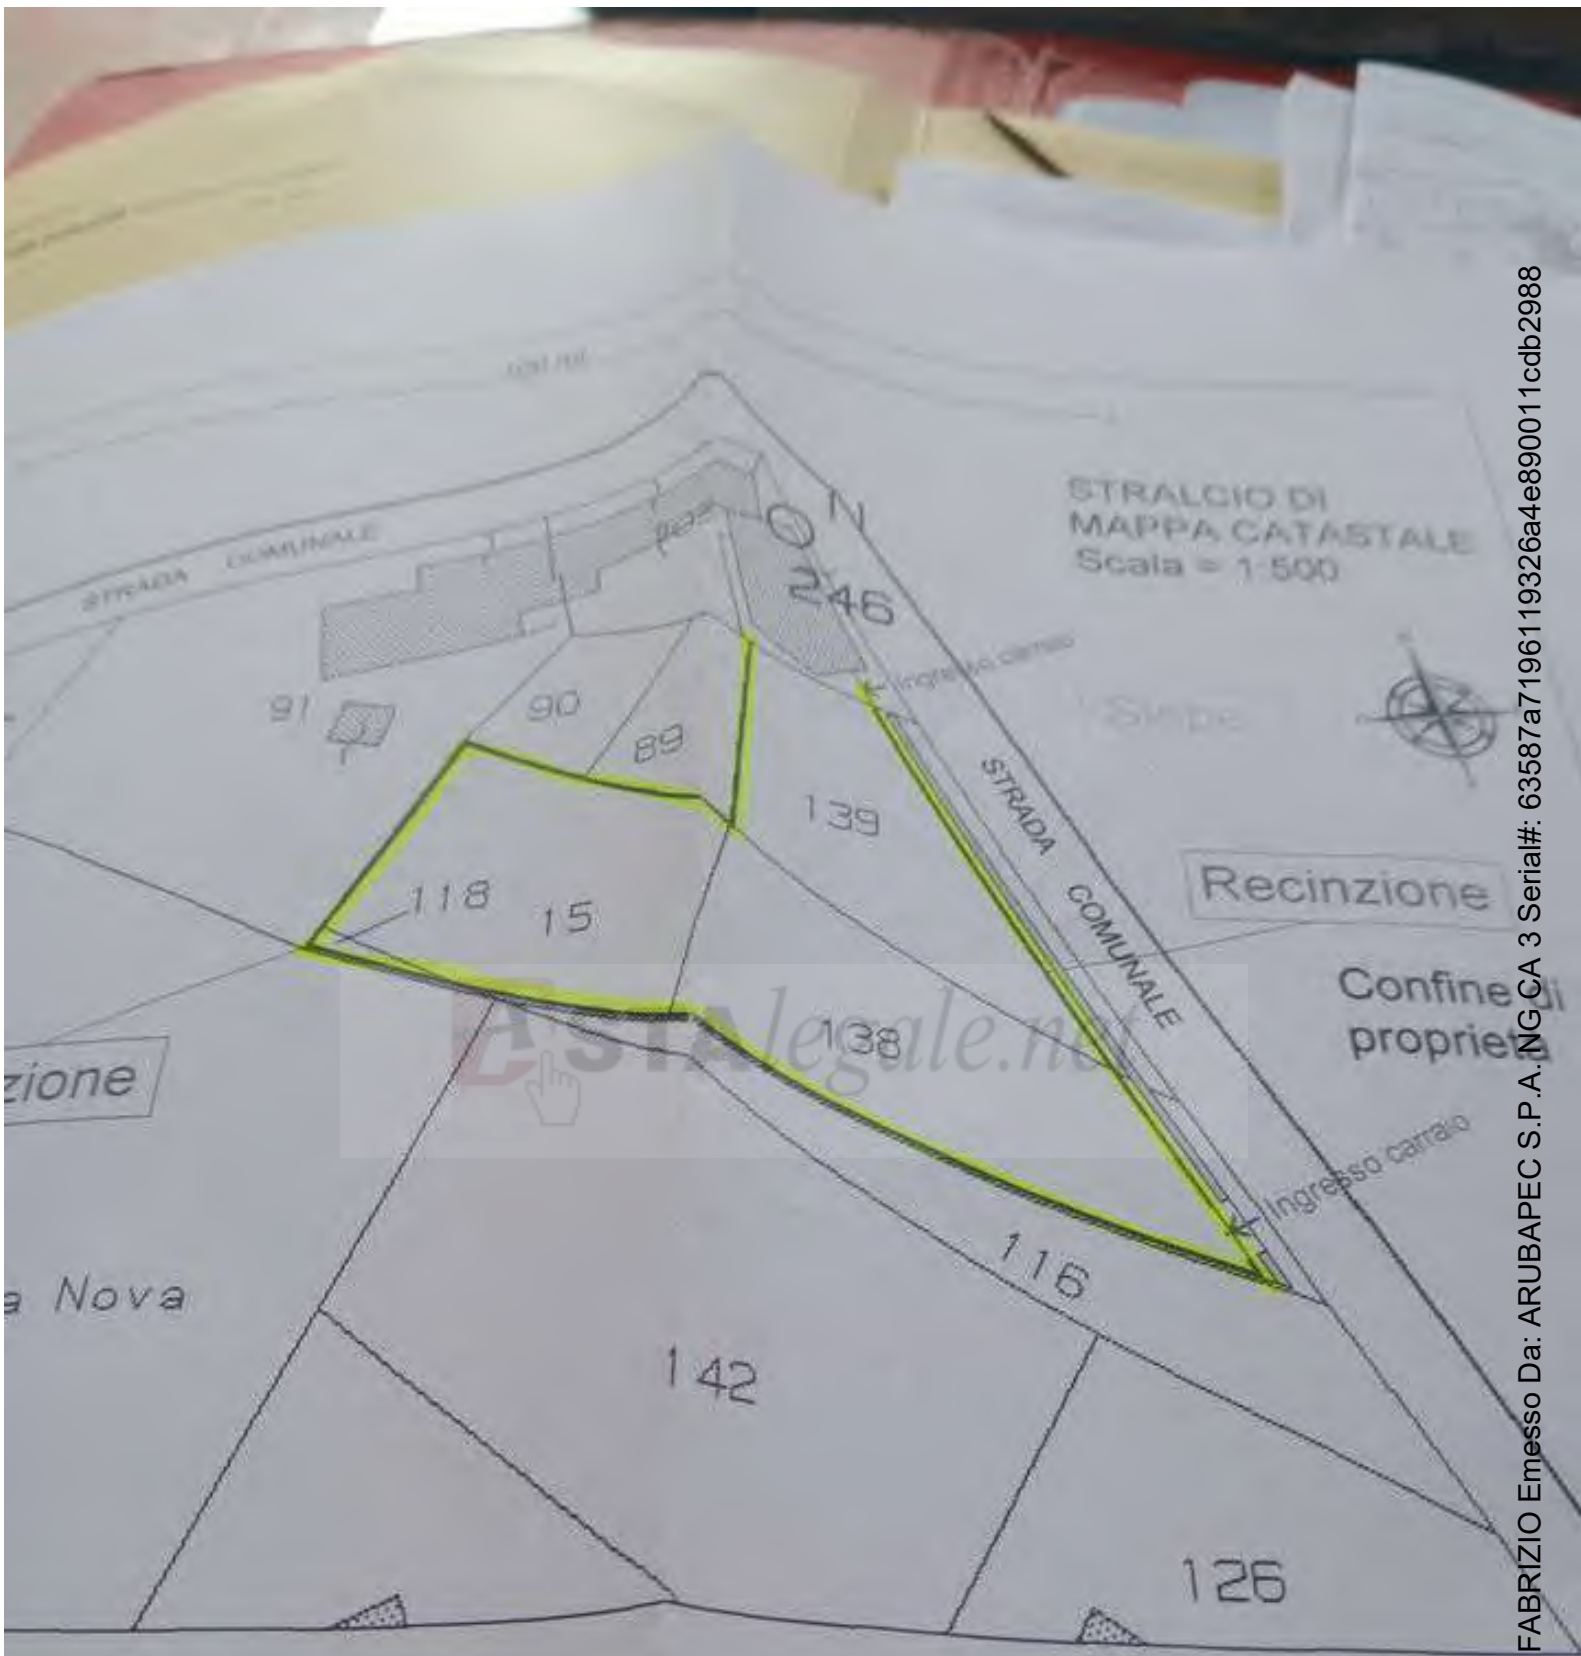 STRALCIO DI
MAPPA CATASTALE
Scala = 1:500
STRADA COMUNALE
N
246
Ingresso carraio
91
90
89
139
STRADA COMUNALE
Recinzione
118
15
Confine di
proprietà
138
ASTAlegale.net
zione
Ingresso carraio
116
a Nova
142
126
FABRIZIO Emesso Da: ARUBAPEC S.P.A. NG CA 3 Serial#: 63587a71961119326a4e890011cdb2988